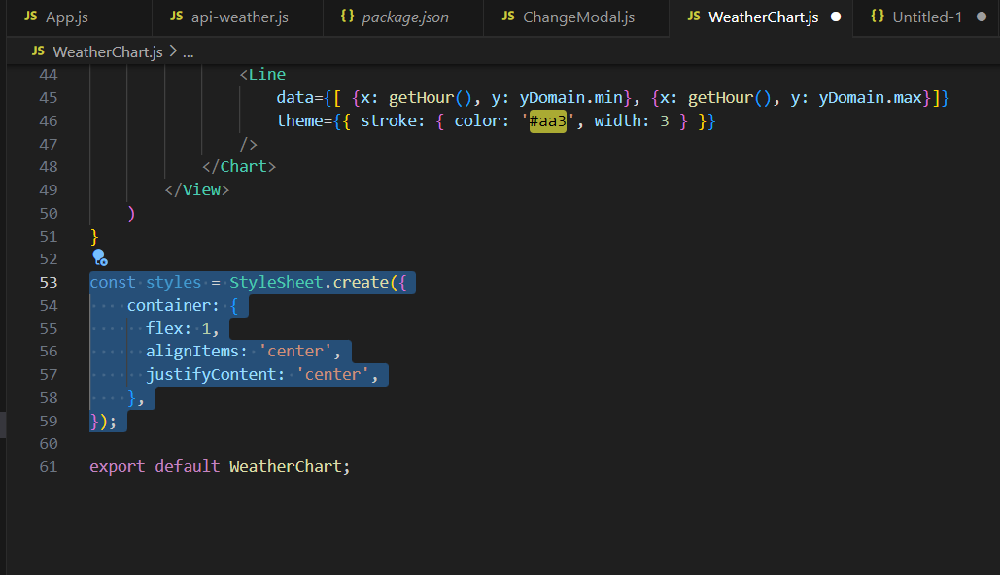 JS App.js JS api-weather.js {} package.json JS ChangeModal.js JS WeatherChart.js {} Untitled-1
JS WeatherChart.js > ...
44 <Line
45 data={[ {x: getHour(), y: yDomain.min}, {x: getHour(), y: yDomain.max}]}
46 theme={{ stroke: { color: '#aa3', width: 3 } }}
47 />
48 </Chart>
49 </View>
50 )
51 }
52
53 const styles = StyleSheet.create({
54 container: {
55 flex: 1,
56 alignItems: 'center',
57 justifyContent: 'center',
58 },
59 });
60
61 export default WeatherChart;